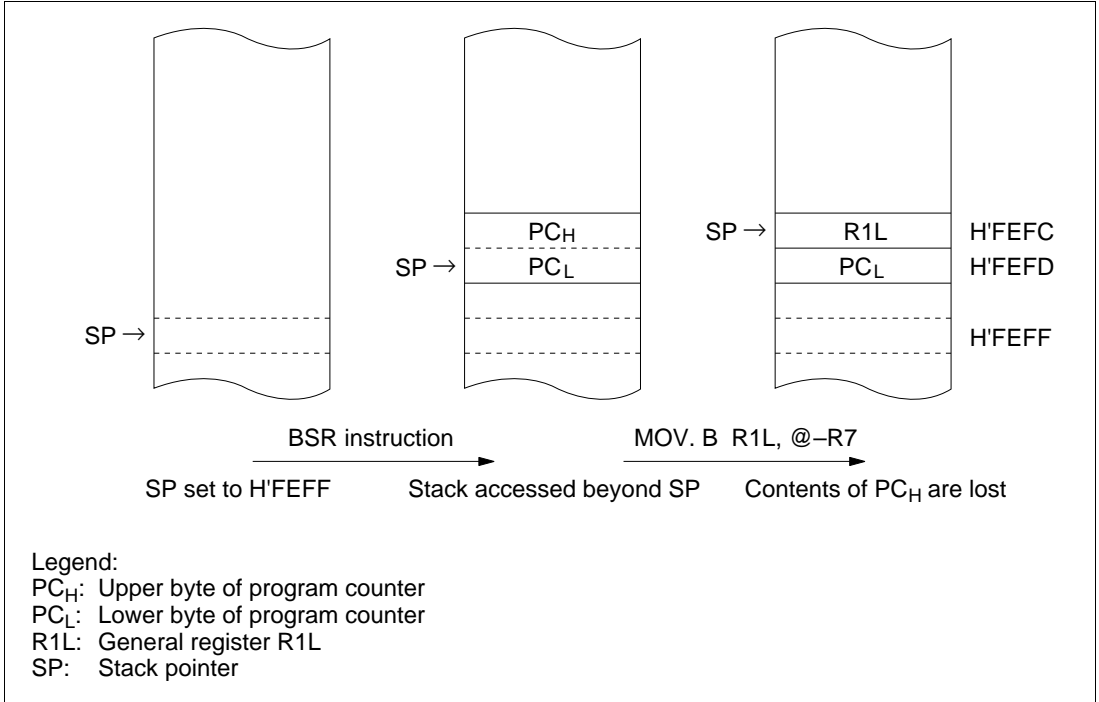 SP → PCH SP → R1L H'FEFC
SP → PCL PCL H'FEFD
SP → H'FEFF
BSR instruction MOV. B R1L, @–R7
SP set to H'FEFF Stack accessed beyond SP Contents of PCH are lost
Legend:
PCH: Upper byte of program counter
PCL: Lower byte of program counter
R1L: General register R1L
SP: Stack pointer